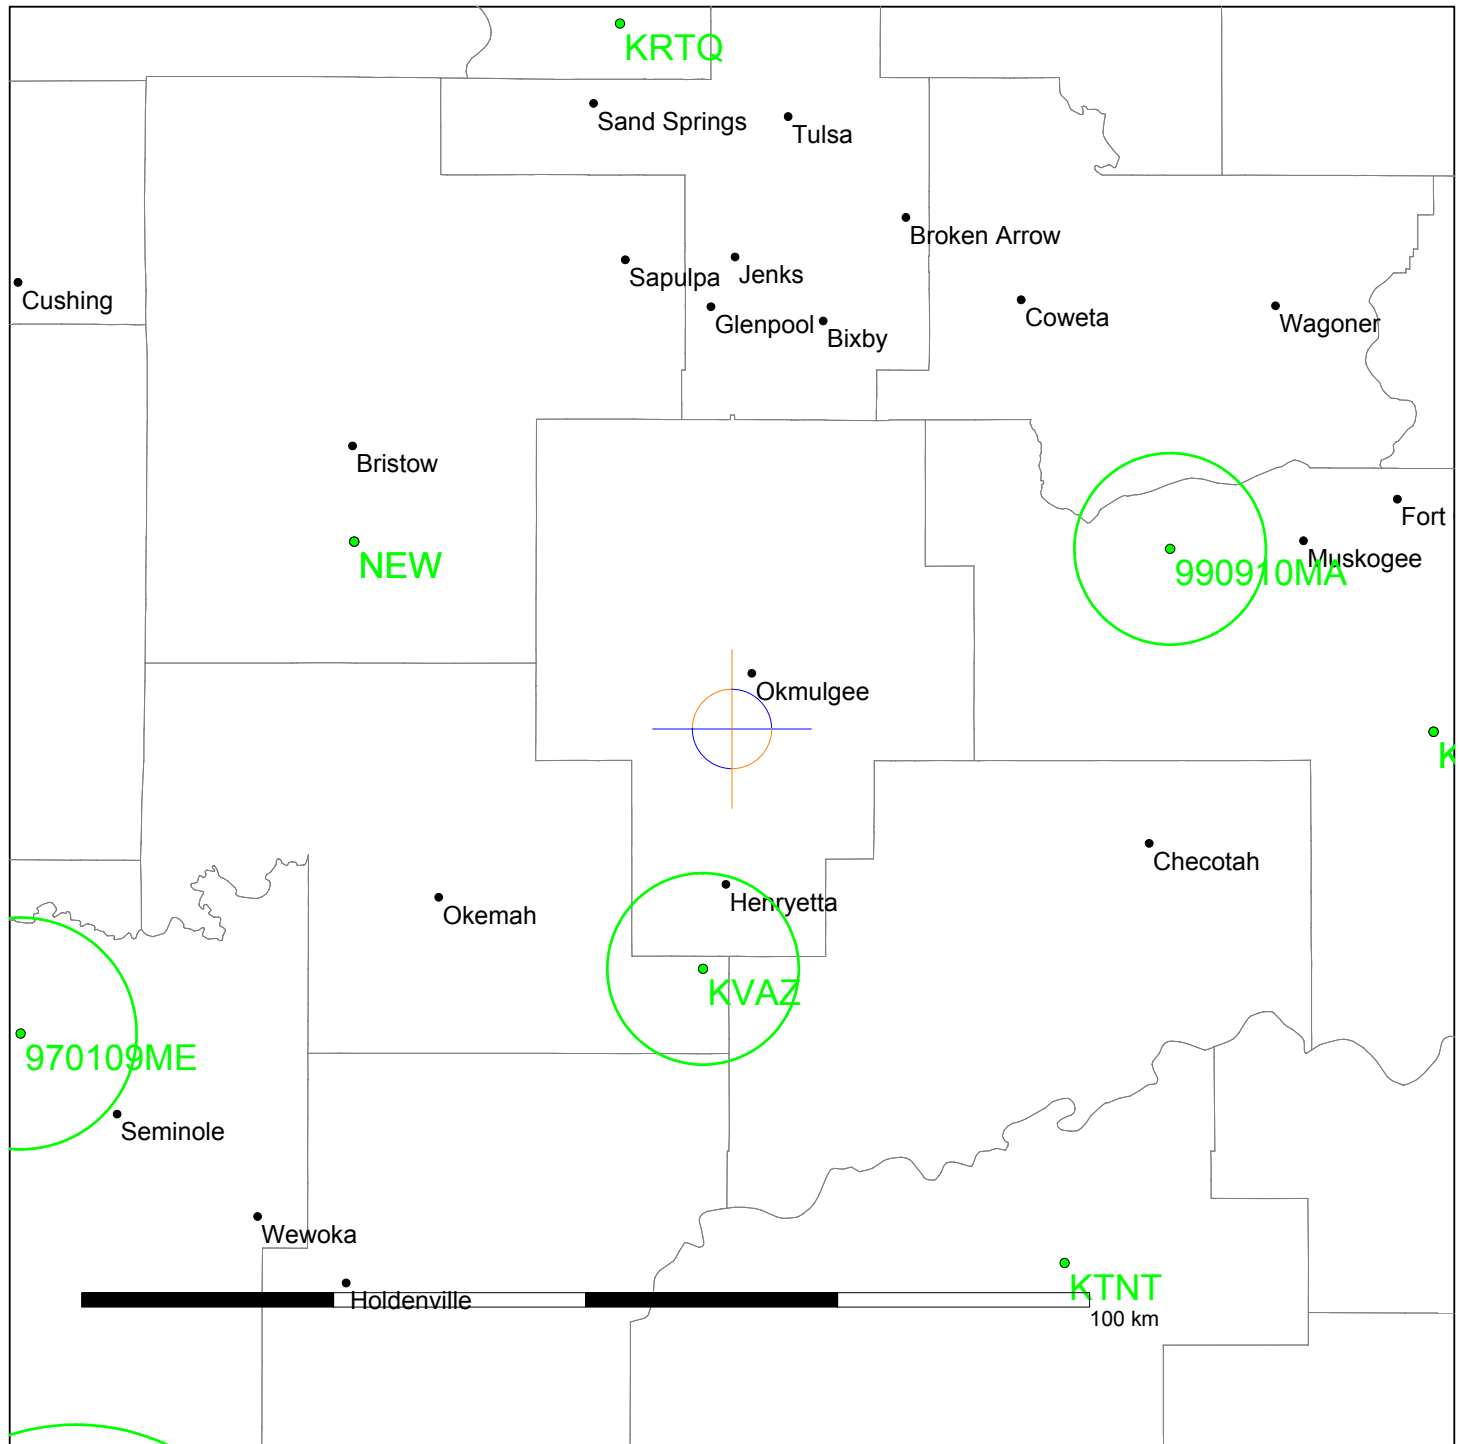 KRTQ
Sand Springs
Tulsa
Broken Arrow
Sapulpa
Jenks
Cushing
Glenpool
Bixby
Coweta
Wagoner
Bristow
Fort
NEW
Muskogee
990910MA
Okmulgee
K
Checotah
Henryetta
Okemah
KVAZ
970109ME
Seminole
Wewoka
KTNT
Holdenville
100 km